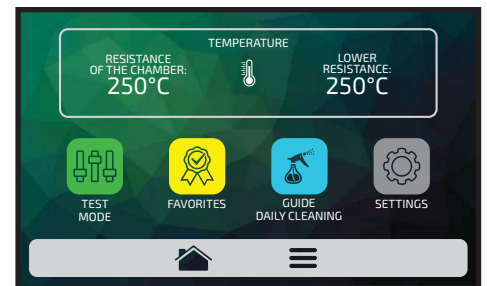 TEMPERATURE
RESISTANCE
OF THE CHAMBER:
250°C
LOWER
RESISTANCE:
250°C
TEST
MODE
FAVORITES
GUIDE
DAILY CLEANING
SETTINGS